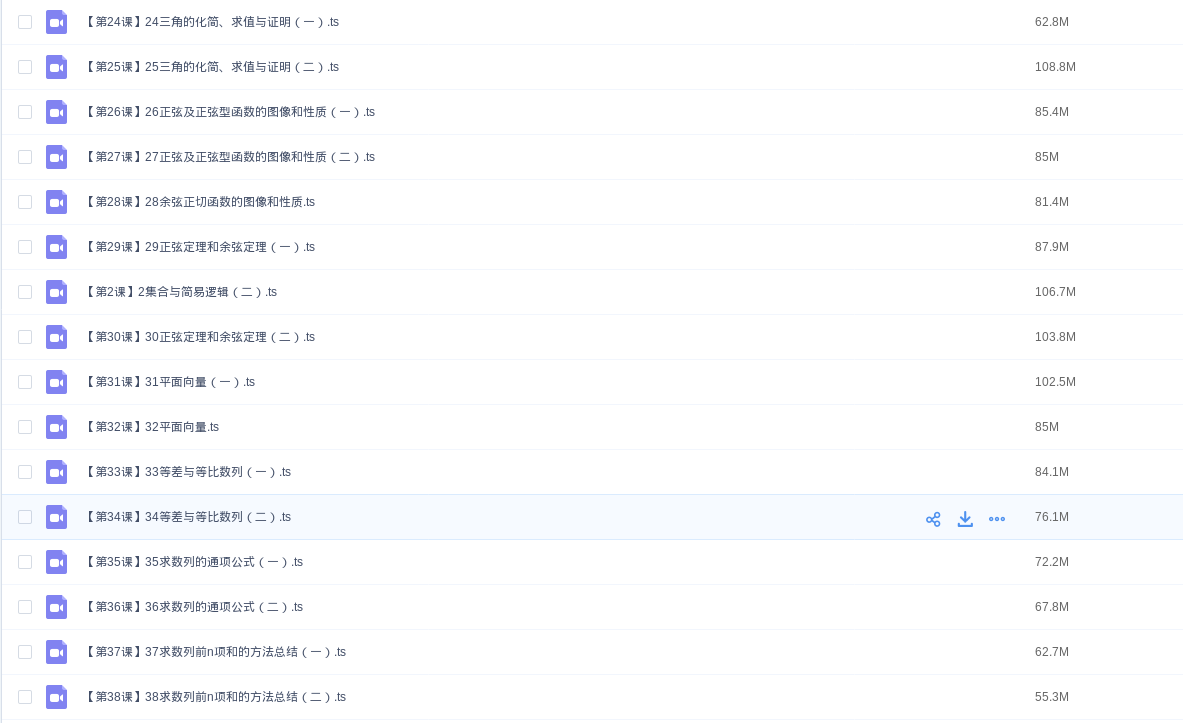 【第24课】24三角的化简、求值与证明（一）.ts 62.8M
【第25课】25三角的化简、求值与证明（二）.ts 108.8M
【第26课】26正弦及正弦型函数的图像和性质（一）.ts 85.4M
【第27课】27正弦及正弦型函数的图像和性质（二）.ts 85M
【第28课】28余弦正切函数的图像和性质.ts 81.4M
【第29课】29正弦定理和余弦定理（一）.ts 87.9M
【第2课】2集合与简易逻辑（二）.ts 106.7M
【第30课】30正弦定理和余弦定理（二）.ts 103.8M
【第31课】31平面向量（一）.ts 102.5M
【第32课】32平面向量.ts 85M
【第33课】33等差与等比数列（一）.ts 84.1M
【第34课】34等差与等比数列（二）.ts 76.1M
【第35课】35求数列的通项公式（一）.ts 72.2M
【第36课】36求数列的通项公式（二）.ts 67.8M
【第37课】37求数列前n项和的方法总结（一）.ts 62.7M
【第38课】38求数列前n项和的方法总结（二）.ts 55.3M